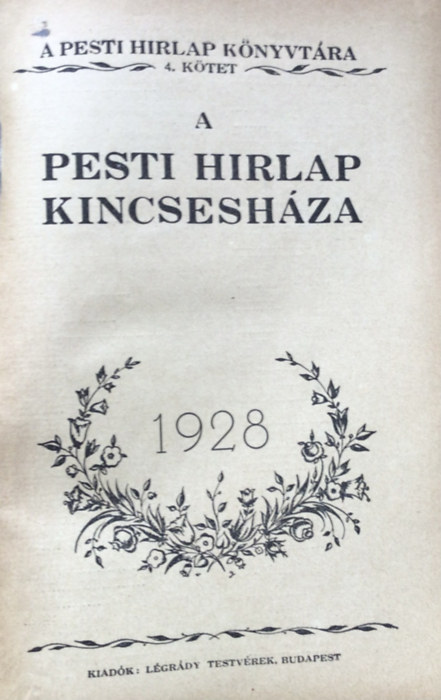 A PESTI HIRLAP KÖNYVTÁRA
4. KÖTET
A
PESTI HIRLAP
KINCSESHÁZA
1928
KIADÓK: LÉGRÁDY TESTVÉREK, BUDAPEST